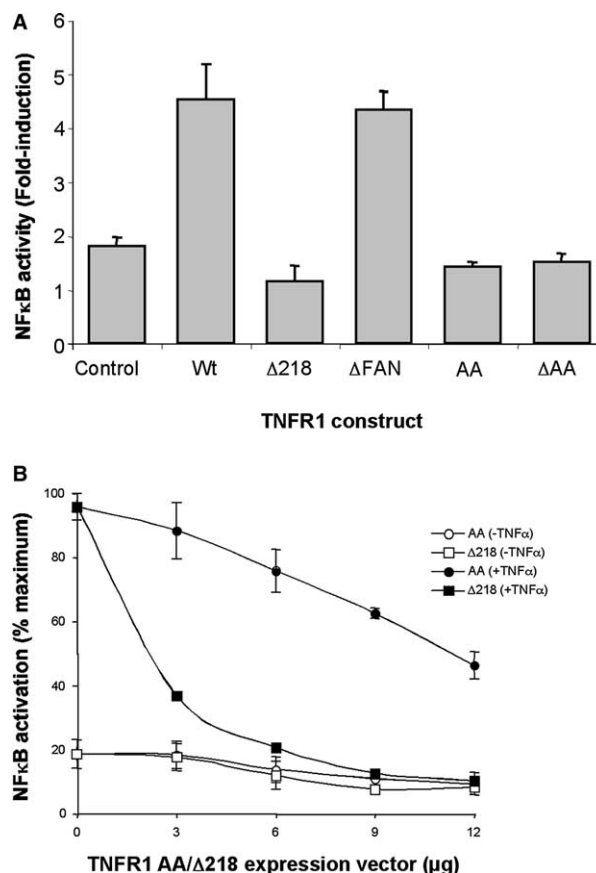 A
NFκB activity (Fold-induction)
6
5
4
3
2
1
0
Control Wt Δ218 ΔFAN AA ΔAA
TNFR1 construct
B
NFκB activation (% maximum)
100
80
60
40
20
0
AA (-TNFα)
Δ218 (-TNFα)
AA (+TNFα)
Δ218 (+TNFα)
0 3 6 9 12
TNFR1 AA/Δ218 expression vector (μg)